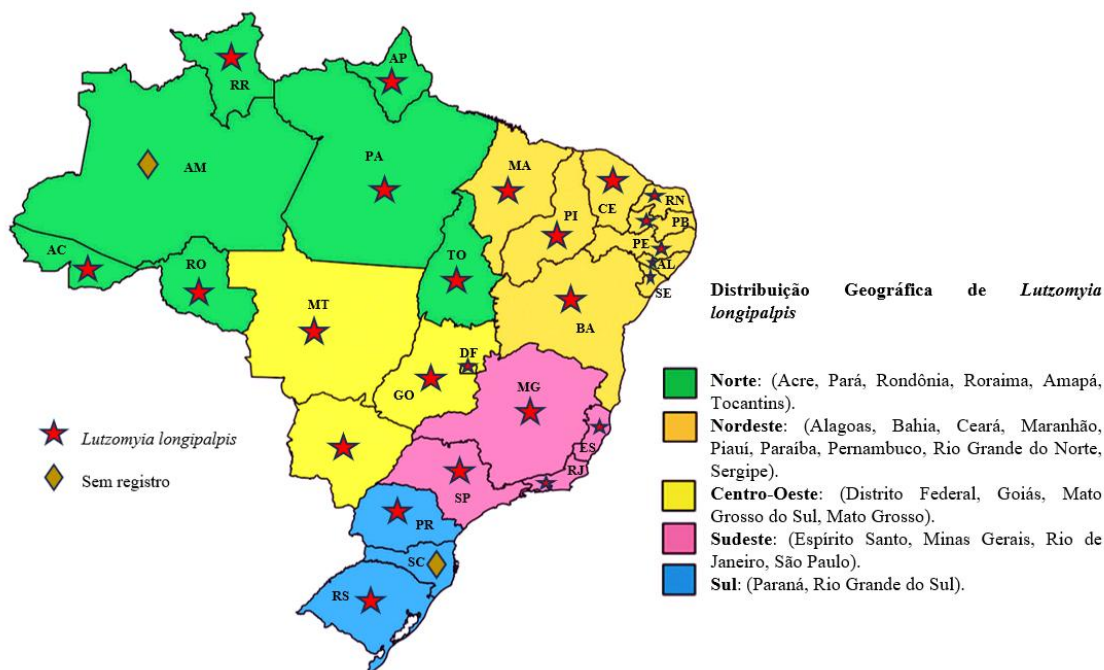 AP
RR
AM
PA
MA
CE
RN
PI
PB
PE
AC
RO
TO
AL
SE
MT
BA
DF
GO
MG
ES
RJ
SP
PR
SC
RS
Lutzomyia longipalpis
Sem registro
Distribuição Geográfica de Lutzomyia
longipalpis
Norte: (Acre, Pará, Rondônia, Roraima, Amapá,
Tocantins).
Nordeste: (Alagoas, Bahia, Ceará, Maranhão,
Piauí, Paraíba, Pernambuco, Rio Grande do Norte,
Sergipe).
Centro-Oeste: (Distrito Federal, Goiás, Mato
Grosso do Sul, Mato Grosso).
Sudeste: (Espírito Santo, Minas Gerais, Rio de
Janeiro, São Paulo).
Sul: (Paraná, Rio Grande do Sul).